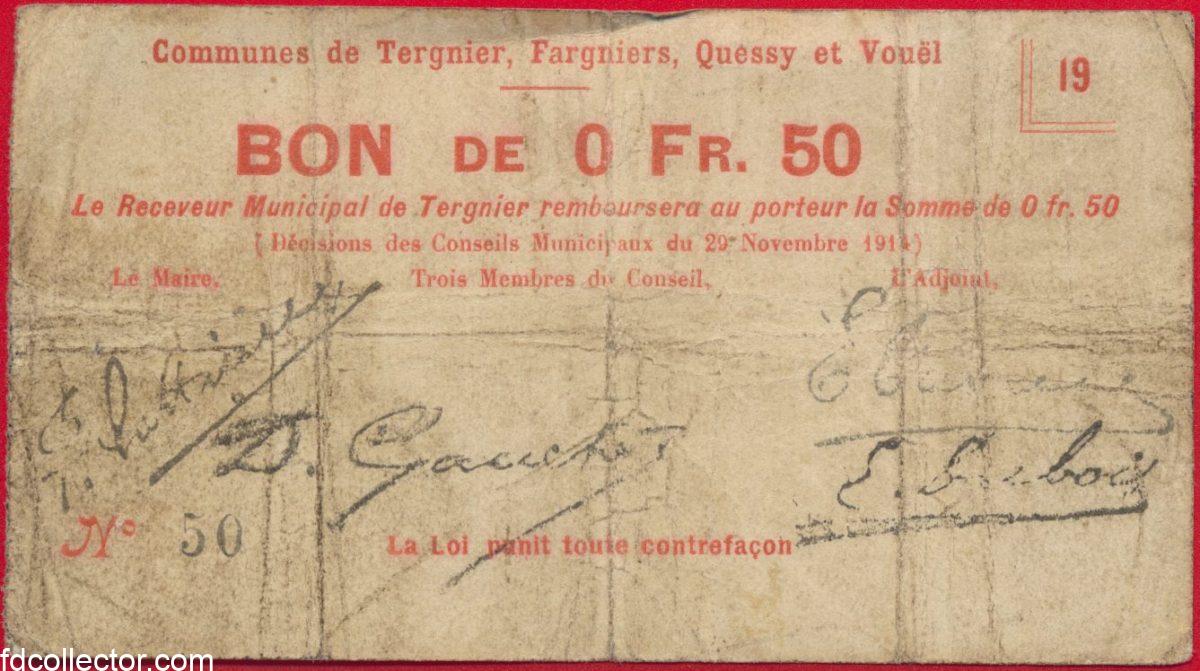 Communes de Tergnier, Fargniers, Quessy et Vouël
19
BON DE 0 FR. 50
Le Receveur Municipal de Tergnier remboursera au porteur la Somme de 0 fr. 50
(Décisions des Conseils Municipaux du 29 Novembre 1914)
Le Maire, Trois Membres du Conseil, L'Adjoint,
D. Gauchet
E. Dubois
N° 50
La Loi punit toute contrefaçon
fdcollector.com